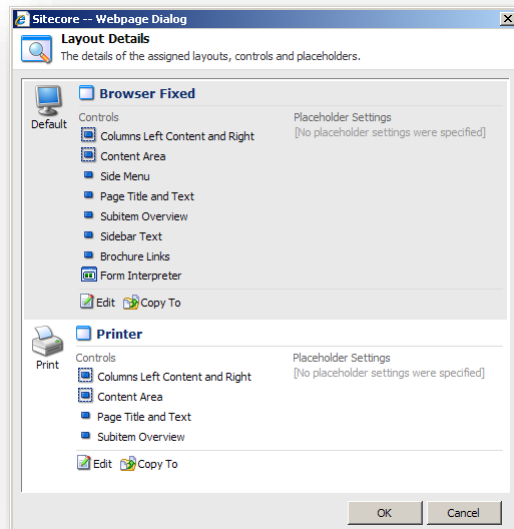 Sitecore -- Webpage Dialog
Layout Details
The details of the assigned layouts, controls and placeholders.
Default
Browser Fixed
Controls
Placeholder Settings
Columns Left Content and Right
[No placeholder settings were specified]
Content Area
Side Menu
Page Title and Text
Subitem Overview
Sidebar Text
Brochure Links
Form Interpreter
Edit Copy To
Print
Printer
Controls
Placeholder Settings
Columns Left Content and Right
[No placeholder settings were specified]
Content Area
Page Title and Text
Subitem Overview
Edit Copy To
OK Cancel